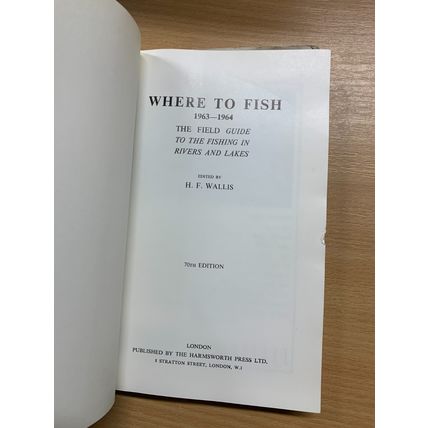 WHERE TO FISH
1963—1964
THE FIELD GUIDE
TO THE FISHING IN
RIVERS AND LAKES
EDITED BY
H. F. WALLIS
70TH EDITION
LONDON
PUBLISHED BY THE HARMSWORTH PRESS LTD.
8 STRATTON STREET, LONDON, W.1